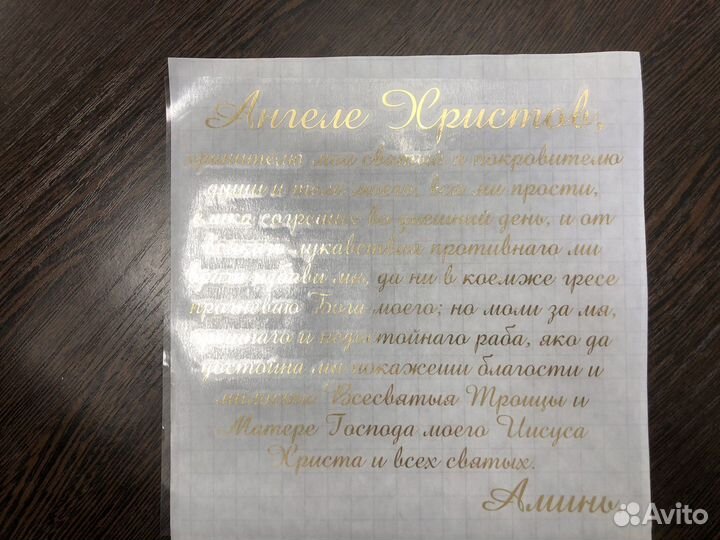 Ангеле Христов,
хранителю мой святый и покровителю
души и тела моего, вся ми прости,
елика согреших во днешний день, и от
всякаго лукавствия противнаго ми
врага избави мя, да ни в коемже гресе
прогневаю Бога моего; но моли за мя,
грешнаго и недостойнаго раба, яко да
достойна мя покажеши благости и
милости Всесвятыя Троицы и
Матере Господа моего Иисуса
Христа и всех святых.
Аминь
Avito